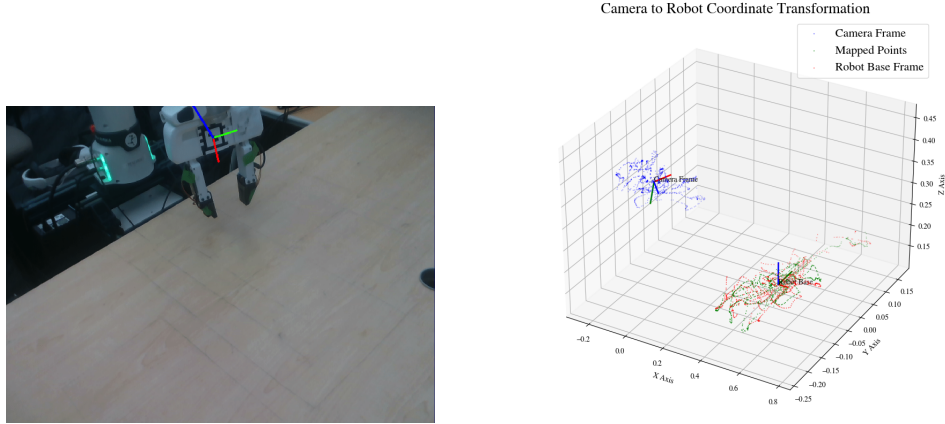 Camera to Robot Coordinate Transformation
Camera Frame
Mapped Points
Robot Base Frame
Camera Frame
Robot Base
0.45
0.40
0.35
0.30
0.25
0.20
0.15
Z Axis
0.15
0.10
0.05
0.00
−0.05
−0.10
−0.15
−0.20
−0.25
Y Axis
−0.2
0.0
0.2
0.4
0.6
0.8
X Axis